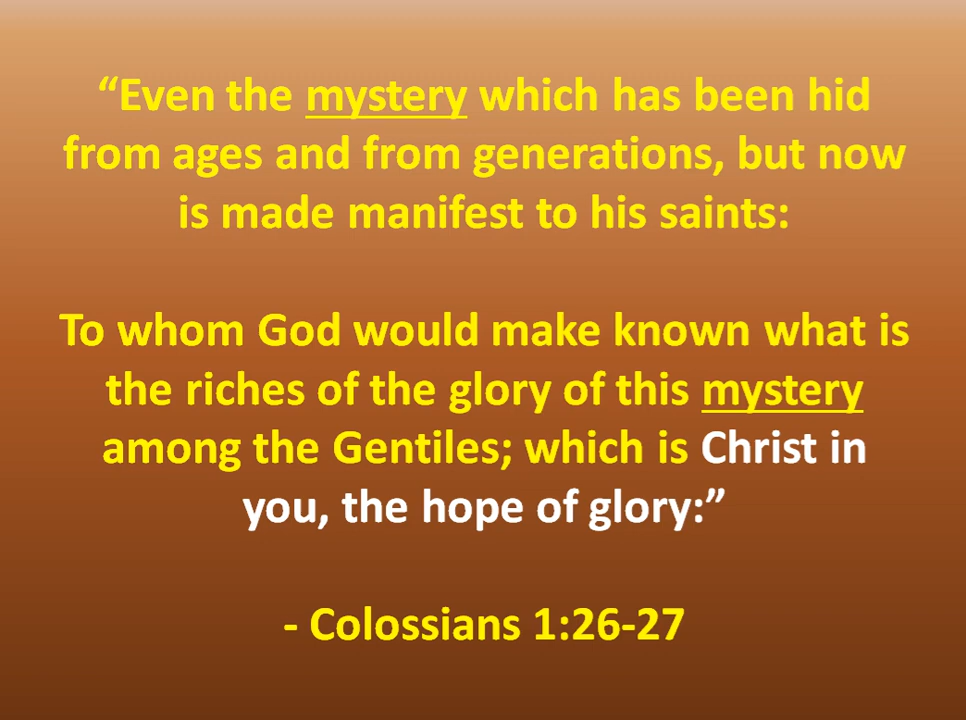 “Even the mystery which has been hid
from ages and from generations, but now
is made manifest to his saints:
To whom God would make known what is
the riches of the glory of this mystery
among the Gentiles; which is Christ in
you, the hope of glory:”
- Colossians 1:26-27